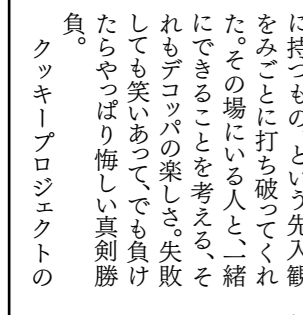 に持つもの、という先入観
をみごとに打ち破ってくれ
た。その場にいる人と、一緒
にできることを考える、そ
れもデコッパの楽しさ。失敗
しても笑いあって、でも負け
たらやっぱり悔しい真剣勝
負。
クッキープロジェクトの